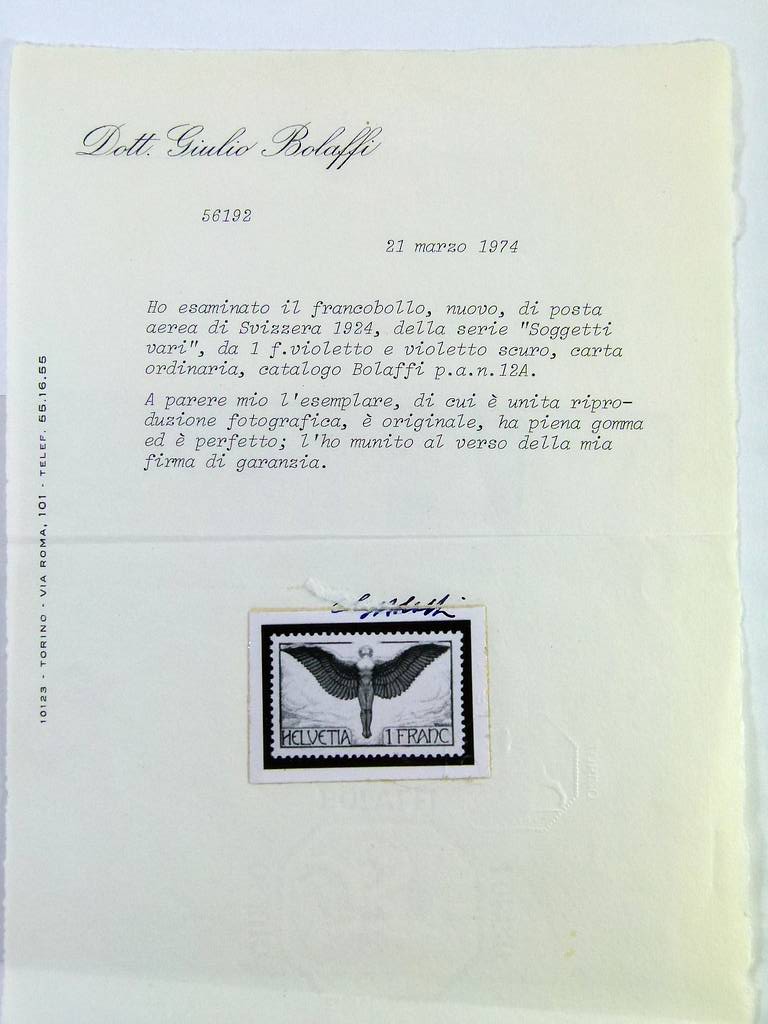 Dott. Giulio Bolaffi
56192
21 marzo 1974
Ho esaminato il francobollo, nuovo, di posta
aerea di Svizzera 1924, della serie "Soggetti
vari", da 1 f.violetto e violetto scuro, carta
ordinaria, catalogo Bolaffi p.a.n.12A.
A parere mio l'esemplare, di cui è unita ripro-
duzione fotografica, è originale, ha piena gomma
ed è perfetto; l'ho munito al verso della mia
firma di garanzia.
10123 - TORINO - VIA ROMA, 101 - TELEF. 55.16.55
HELVETIA 1 FRANC